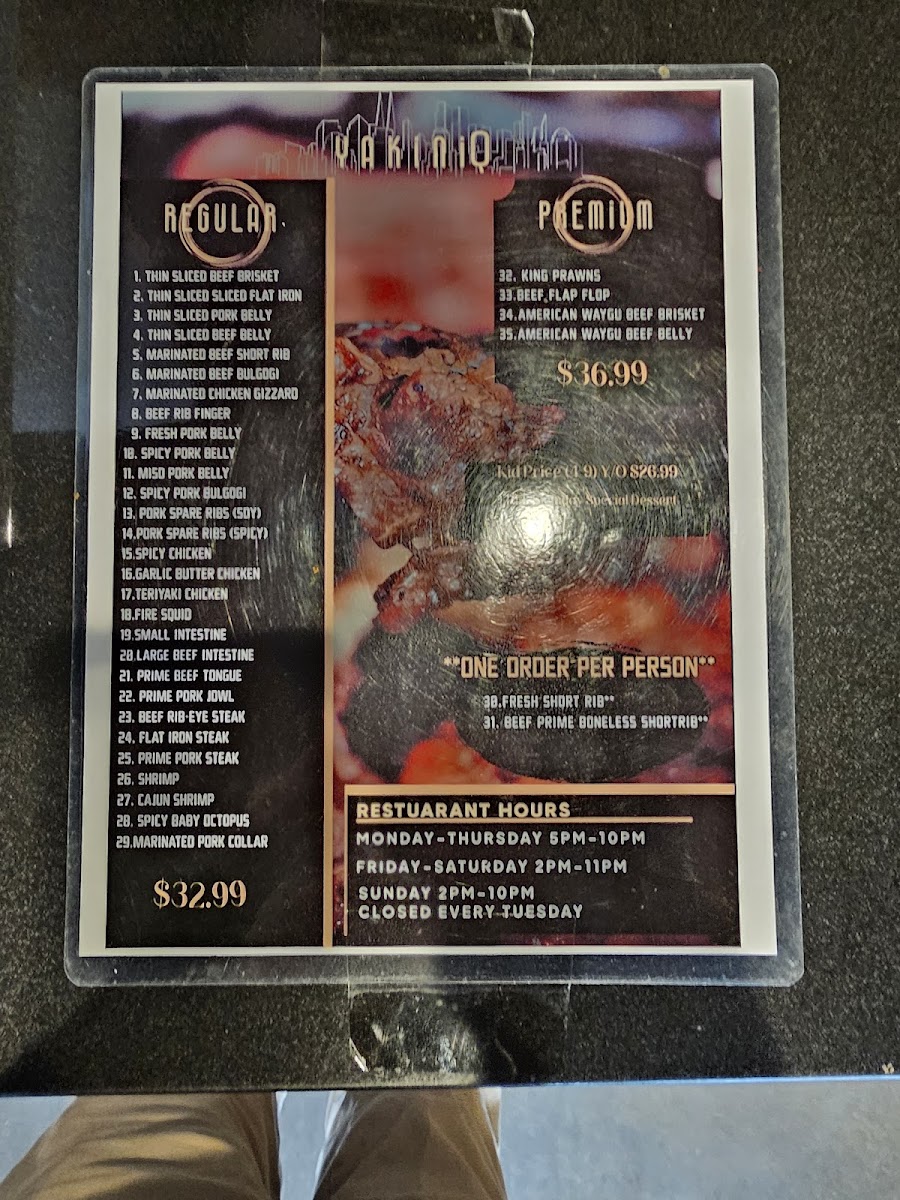 YAKINIQ
REGULAR
1. THIN SLICED BEEF BRISKET
2. THIN SLICED SLICED FLAT IRON
3. THIN SLICED PORK BELLY
4. THIN SLICED BEEF BELLY
5. MARINATED BEEF SHORT RIB
6. MARINATED BEEF BULGOGI
7. MARINATED CHICKEN GIZZARD
8. BEEF RIB FINGER
9. FRESH PORK BELLY
10. SPICY PORK BELLY
11. MISO PORK BELLY
12. SPICY PORK BULGOGI
13. PORK SPARE RIBS (SOY)
14.PORK SPARE RIBS (SPICY)
15.SPICY CHICKEN
16.GARLIC BUTTER CHICKEN
17.TERIYAKI CHICKEN
18.FIRE SQUID
19.SMALL INTESTINE
20.LARGE BEEF INTESTINE
21. PRIME BEEF TONGUE
22. PRIME PORK JOWL
23. BEEF RIB-EYE STEAK
24. FLAT IRON STEAK
25. PRIME PORK STEAK
26. SHRIMP
27. CAJUN SHRIMP
28. SPICY BABY OCTOPUS
29.MARINATED PORK COLLAR
$32.99
PREMIUM
32. KING PRAWNS
33.BEEF FLAP FLOP
34.AMERICAN WAYGU BEEF BRISKET
35.AMERICAN WAYGU BEEF BELLY
$36.99
Kid Price (4-9) Y/O $26.99
Special Dessert
**ONE ORDER PER PERSON**
30.FRESH SHORT RIB**
31. BEEF PRIME BONELESS SHORTRIB**
RESTUARANT HOURS
MONDAY-THURSDAY 5PM-10PM
FRIDAY-SATURDAY 2PM-11PM
SUNDAY 2PM-10PM
CLOSED EVERY TUESDAY